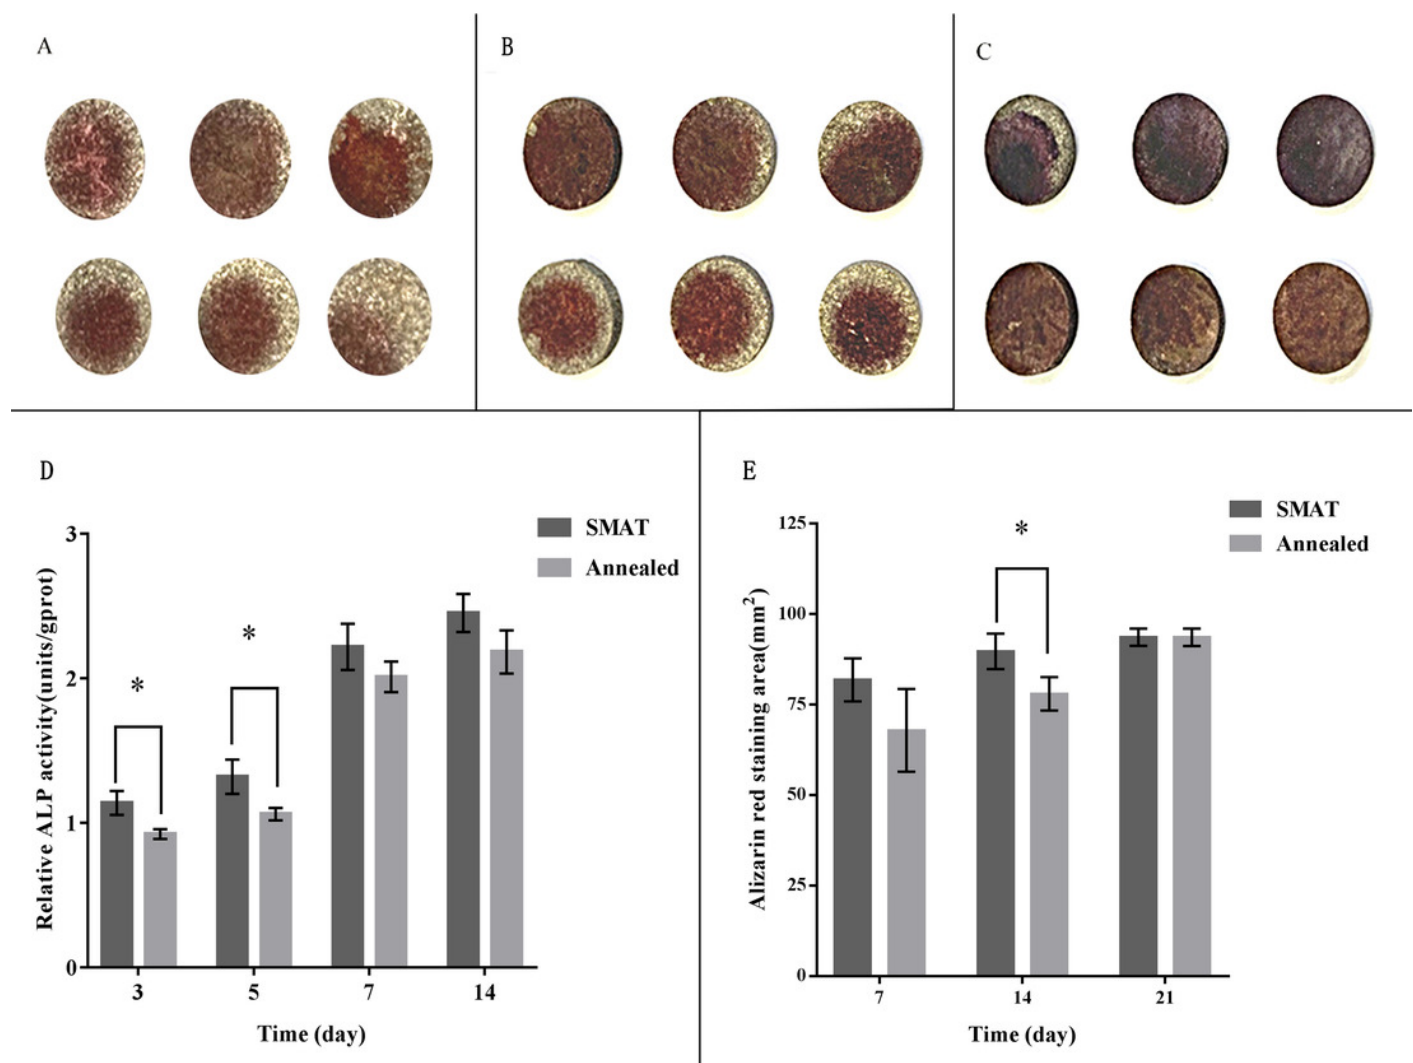 A
B
C
D
Relative ALP activity(units/gprot)
3
2
1
0
*
*
SMAT
Annealed
3
5
7
14
Time (day)
E
Alizarin red staining area(mm²)
125
100
75
50
25
0
*
SMAT
Annealed
7
14
21
Time (day)